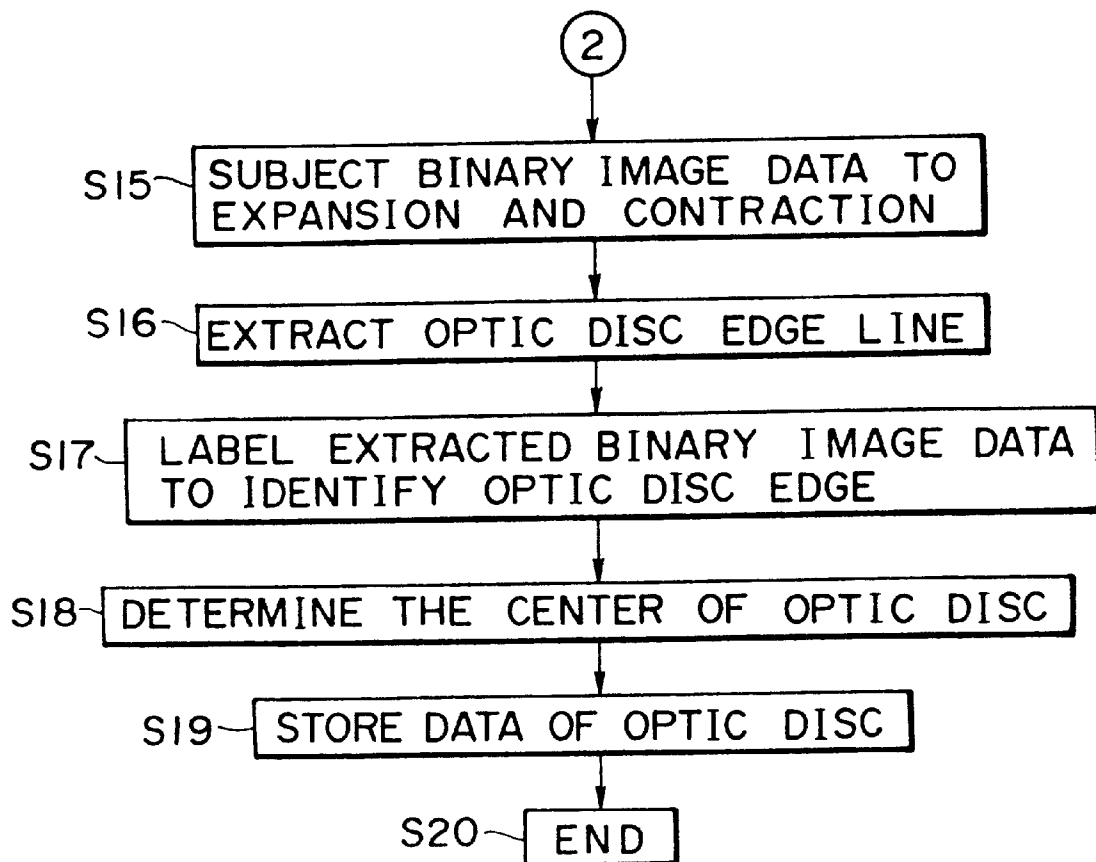 2
S15 SUBJECT BINARY IMAGE DATA TO
EXPANSION AND CONTRACTION
S16 EXTRACT OPTIC DISC EDGE LINE
S17 LABEL EXTRACTED BINARY IMAGE DATA
TO IDENTIFY OPTIC DISC EDGE
S18 DETERMINE THE CENTER OF OPTIC DISC
S19 STORE DATA OF OPTIC DISC
S20 END